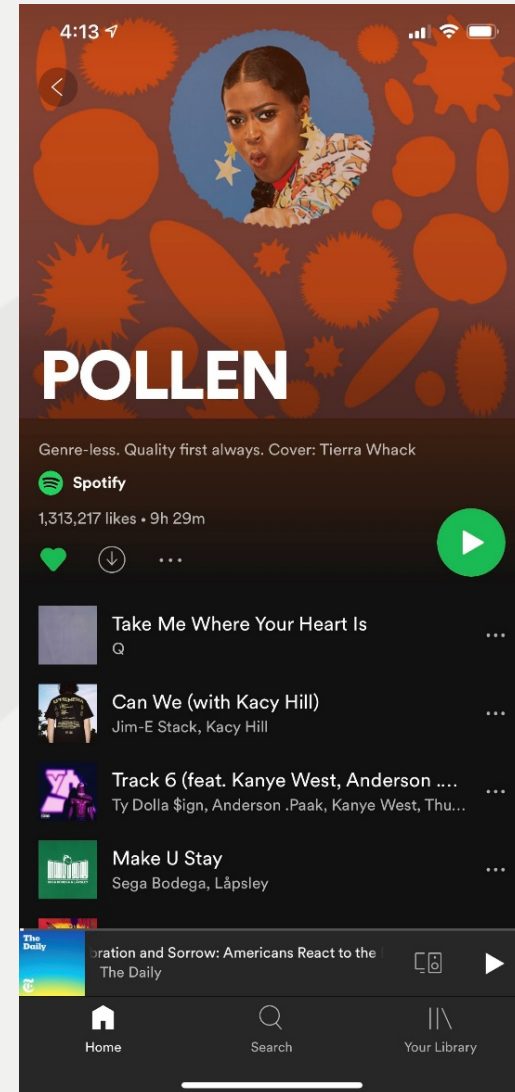 4:13
POLLEN
Genre-less. Quality first always. Cover: Tierra Whack
Spotify
1,313,217 likes • 9h 29m
Take Me Where Your Heart Is
Q
Can We (with Kacy Hill)
Jim-E Stack, Kacy Hill
Track 6 (feat. Kanye West, Anderson ....
Ty Dolla $ign, Anderson .Paak, Kanye West, Thu...
Make U Stay
Sega Bodega, Låpsley
The
Daily
bration and Sorrow: Americans React to the
The Daily
Home
Search
Your Library